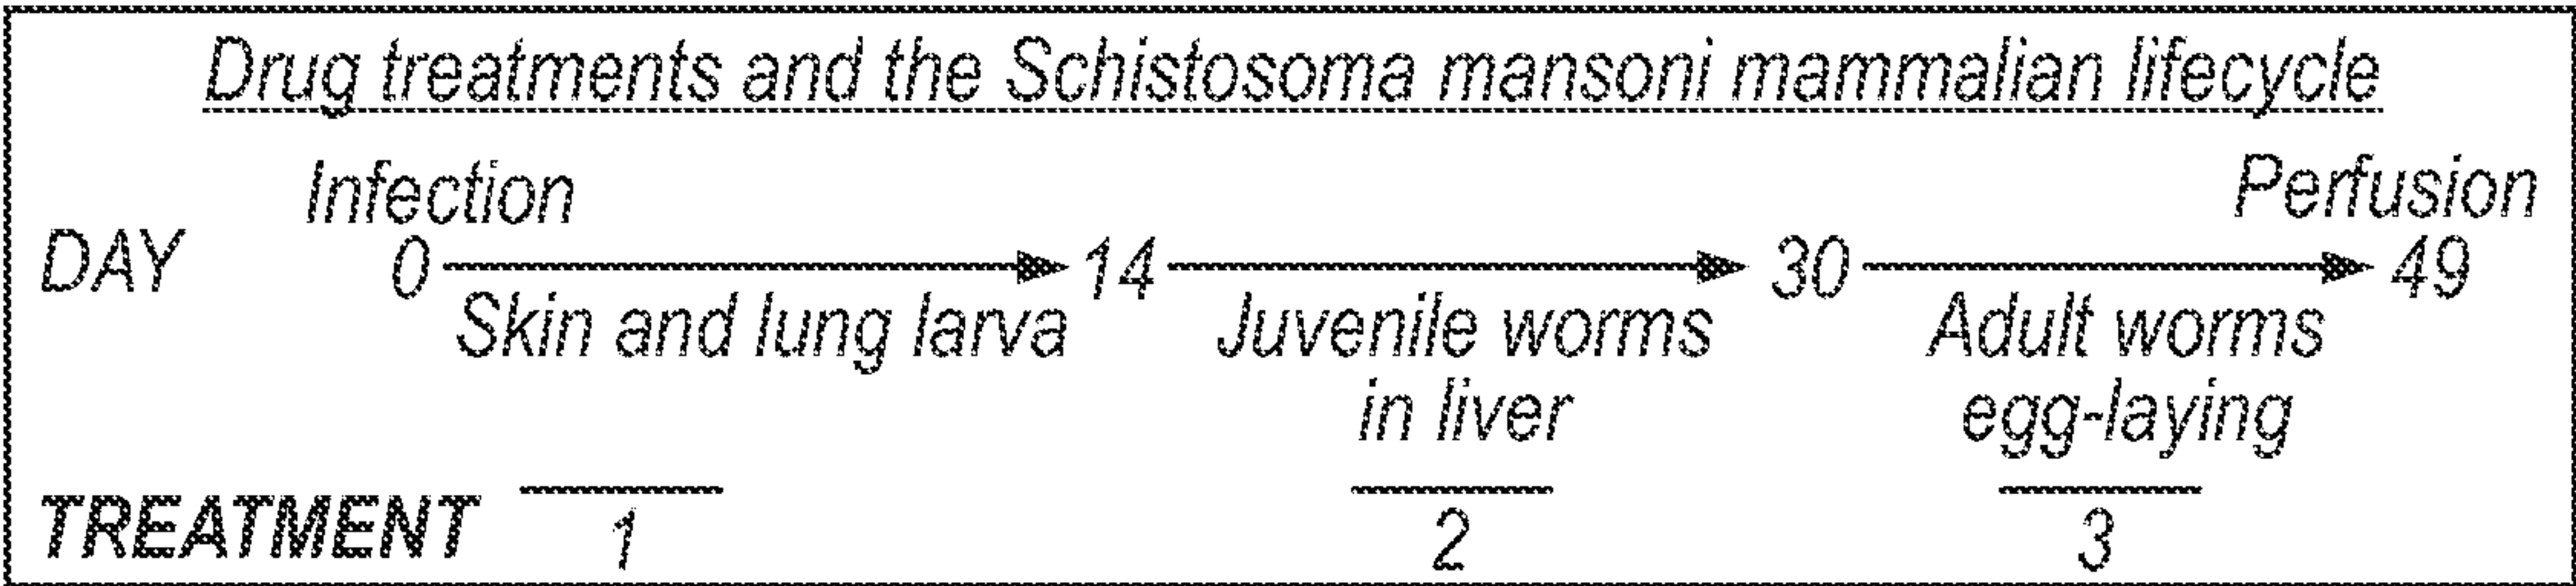 Drug treatments and the Schistosoma mansoni mammalian lifecycle
Infection Perfusion
DAY 0 14 30 49
Skin and lung larva Juvenile worms Adult worms
in liver egg-laying
TREATMENT 1 2 3